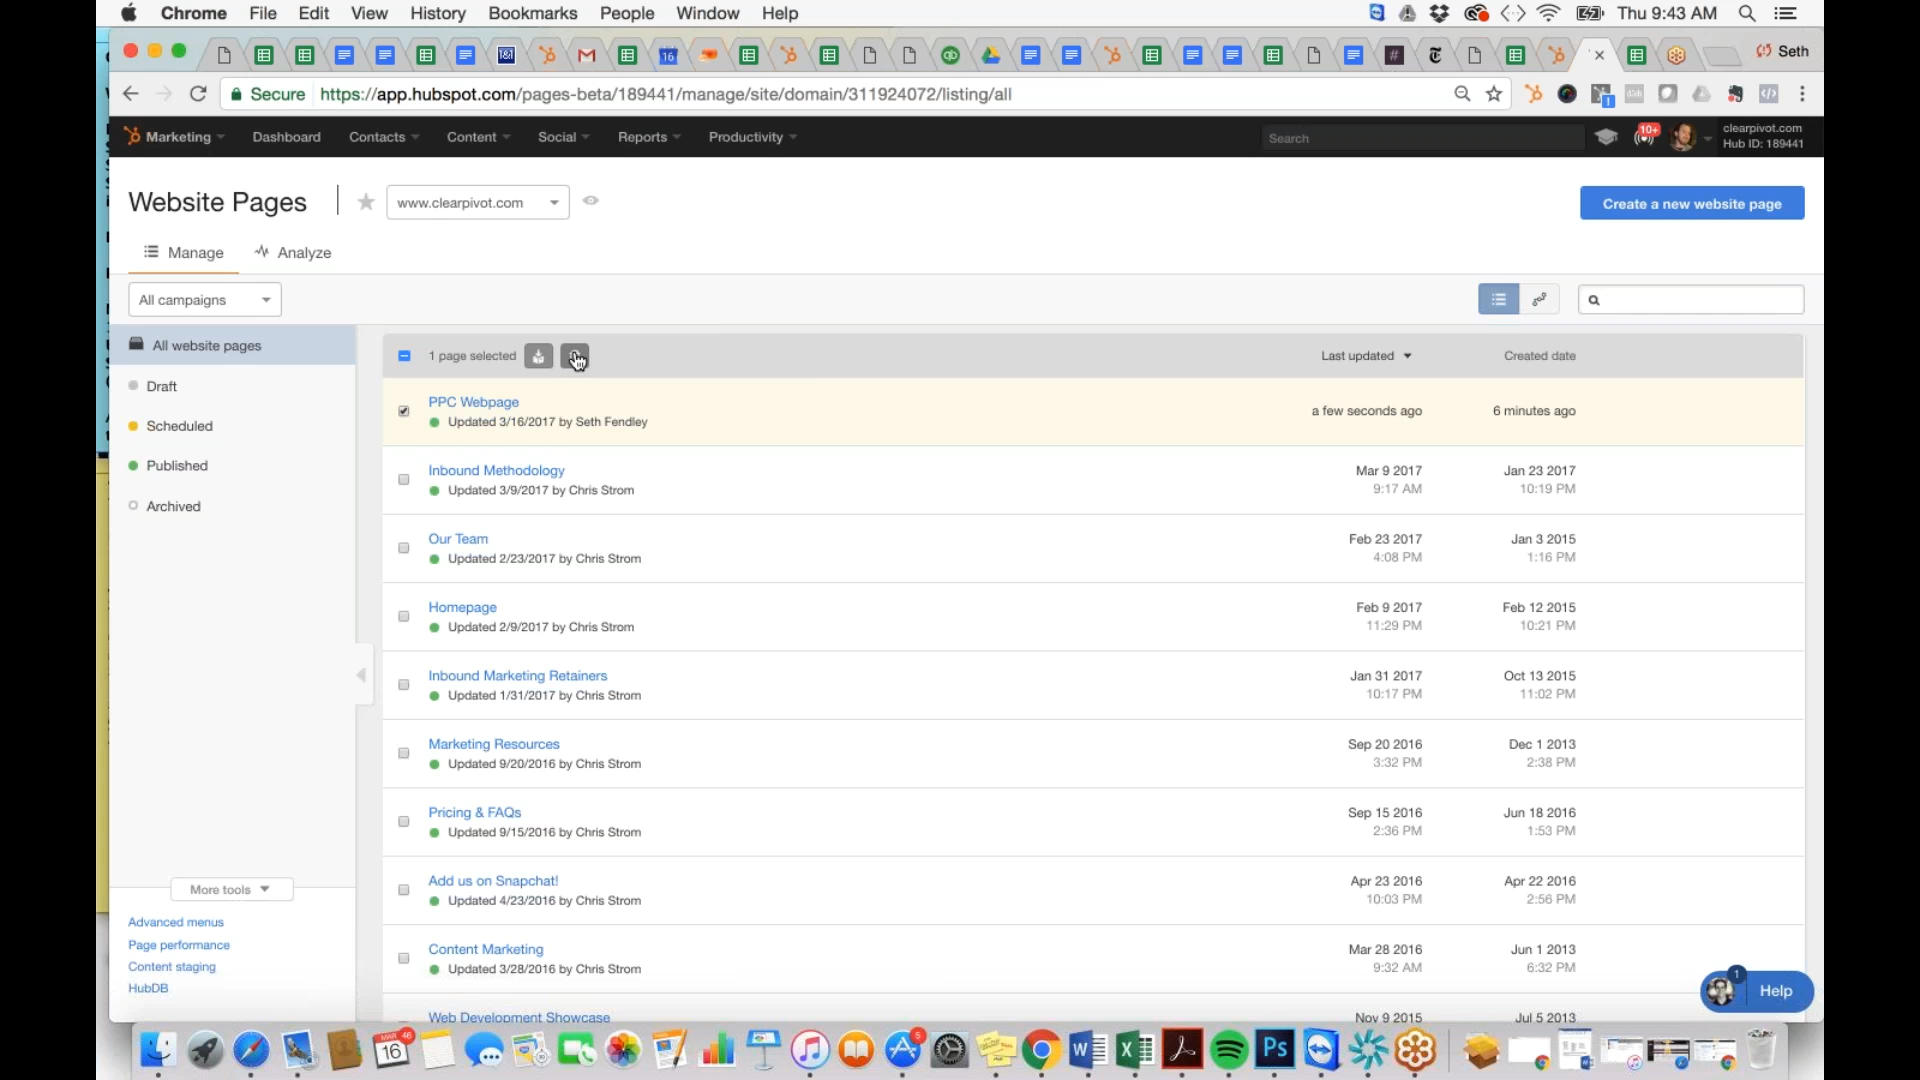 Chrome File Edit View History Bookmarks People Window Help Thu 9:43 AM
Seth
Secure https://app.hubspot.com/pages-beta/189441/manage/site/domain/311924072/listing/all
Marketing Dashboard Contacts Content Social Reports Productivity Search 10+ clearpivot.com
Hub ID: 189441
Website Pages www.clearpivot.com Create a new website page
Manage Analyze
All campaigns
All website pages
Draft
Scheduled
Published
Archived
More tools
Advanced menus
Page performance
Content staging
HubDB
1 page selected Last updated Created date
PPC Webpage
Updated 3/16/2017 by Seth Fendley a few seconds ago 6 minutes ago
Inbound Methodology Mar 9 2017 Jan 23 2017
Updated 3/9/2017 by Chris Strom 9:17 AM 10:19 PM
Our Team Feb 23 2017 Jan 3 2015
Updated 2/23/2017 by Chris Strom 4:08 PM 1:16 PM
Homepage Feb 9 2017 Feb 12 2015
Updated 2/9/2017 by Chris Strom 11:29 PM 10:21 PM
Inbound Marketing Retainers Jan 31 2017 Oct 13 2015
Updated 1/31/2017 by Chris Strom 10:17 PM 11:02 PM
Marketing Resources Sep 20 2016 Dec 1 2013
Updated 9/20/2016 by Chris Strom 3:32 PM 2:38 PM
Pricing & FAQs Sep 15 2016 Jun 18 2016
Updated 9/15/2016 by Chris Strom 2:36 PM 1:53 PM
Add us on Snapchat! Apr 23 2016 Apr 22 2016
Updated 4/23/2016 by Chris Strom 10:03 PM 2:56 PM
Content Marketing Mar 28 2016 Jun 1 2013
Updated 3/28/2016 by Chris Strom 9:32 AM 6:32 PM
Web Development Showcase Nov 9 2015 Jul 5 2013
1 Help
MAR 16 46 5 Ps